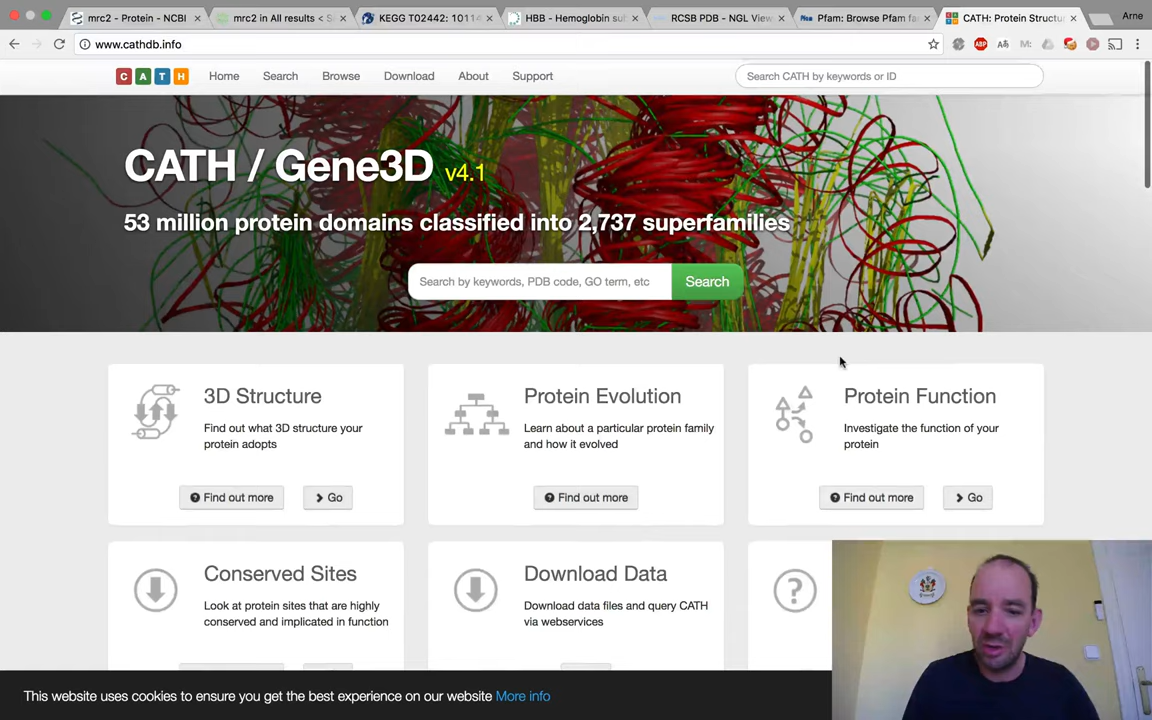 mrc2 - Protein - NCBI
mrc2 in All results < S
KEGG T02442: 10114
HBB - Hemoglobin su
RCSB PDB - NGL View
Pfam: Browse Pfam fa
CATH: Protein Structu
Arne
www.cathdb.info
C A T H
Home
Search
Browse
Download
About
Support
Search CATH by keywords or ID
CATH / Gene3D v4.1
53 million protein domains classified into 2,737 superfamilies
Search by keywords, PDB code, GO term, etc
Search
3D Structure
Find out what 3D structure your
protein adopts
Find out more
Go
Protein Evolution
Learn about a particular protein family
and how it evolved
Find out more
Protein Function
Investigate the function of your
protein
Find out more
Go
Conserved Sites
Look at protein sites that are highly
conserved and implicated in function
Download Data
Download data files and query CATH
via webservices
This website uses cookies to ensure you get the best experience on our website More info